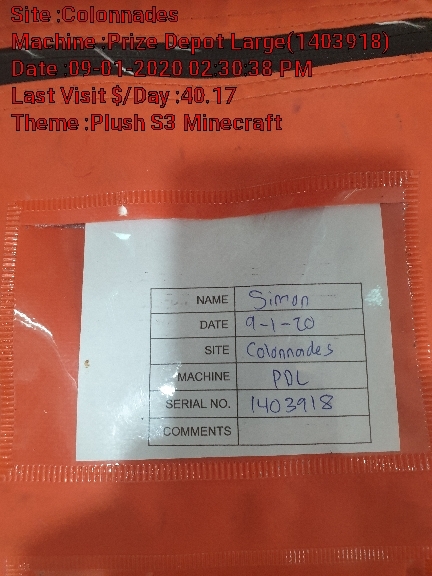 Site :Colonnades
Machine :Prize Depot Large(1403918)
Date :09-01-2020 02:30:38 PM
Last Visit $/Day :40.17
Theme :Plush S3 Minecraft
NAME Simon
DATE 9-1-20
SITE Colonnades
MACHINE PDL
SERIAL NO. 1403918
COMMENTS